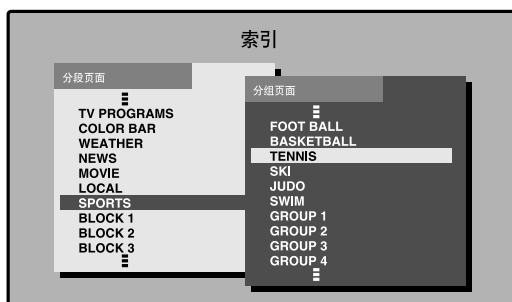 索引
分段页面
TV PROGRAMS
COLOR BAR
WEATHER
NEWS
MOVIE
LOCAL
SPORTS
BLOCK 1
BLOCK 2
BLOCK 3
分组页面
FOOT BALL
BASKETBALL
TENNIS
SKI
JUDO
SWIM
GROUP 1
GROUP 2
GROUP 3
GROUP 4